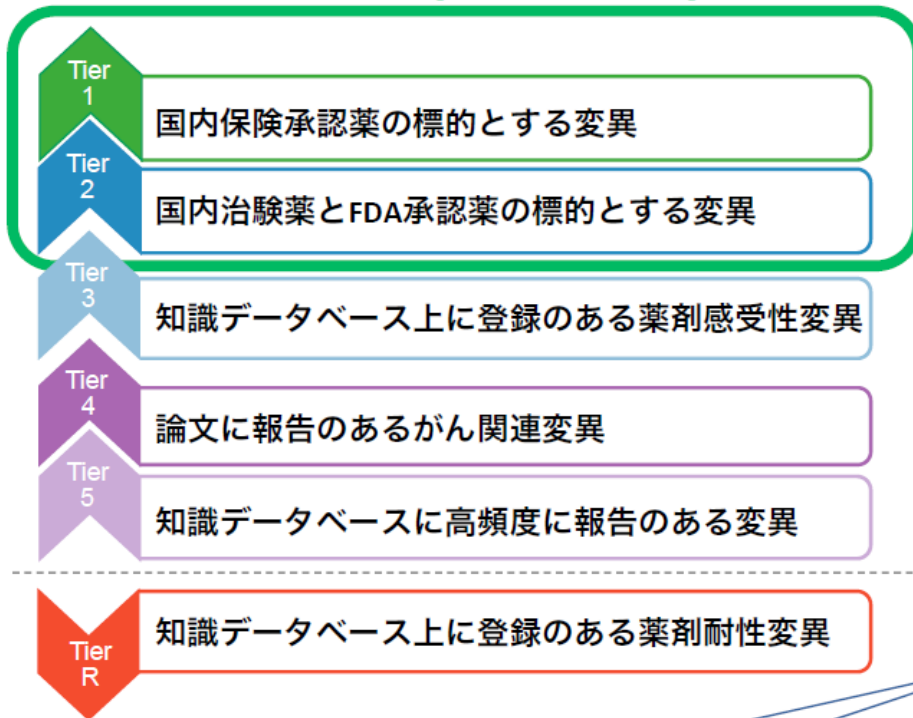 Tier
1
国内保険承認薬の標的とする変異
Tier
2
国内治験薬とFDA承認薬の標的とする変異
Tier
3
知識データベース上に登録のある薬剤感受性変異
Tier
4
論文に報告のあるがん関連変異
Tier
5
知識データベースに高頻度に報告のある変異
Tier
R
知識データベース上に登録のある薬剤耐性変異